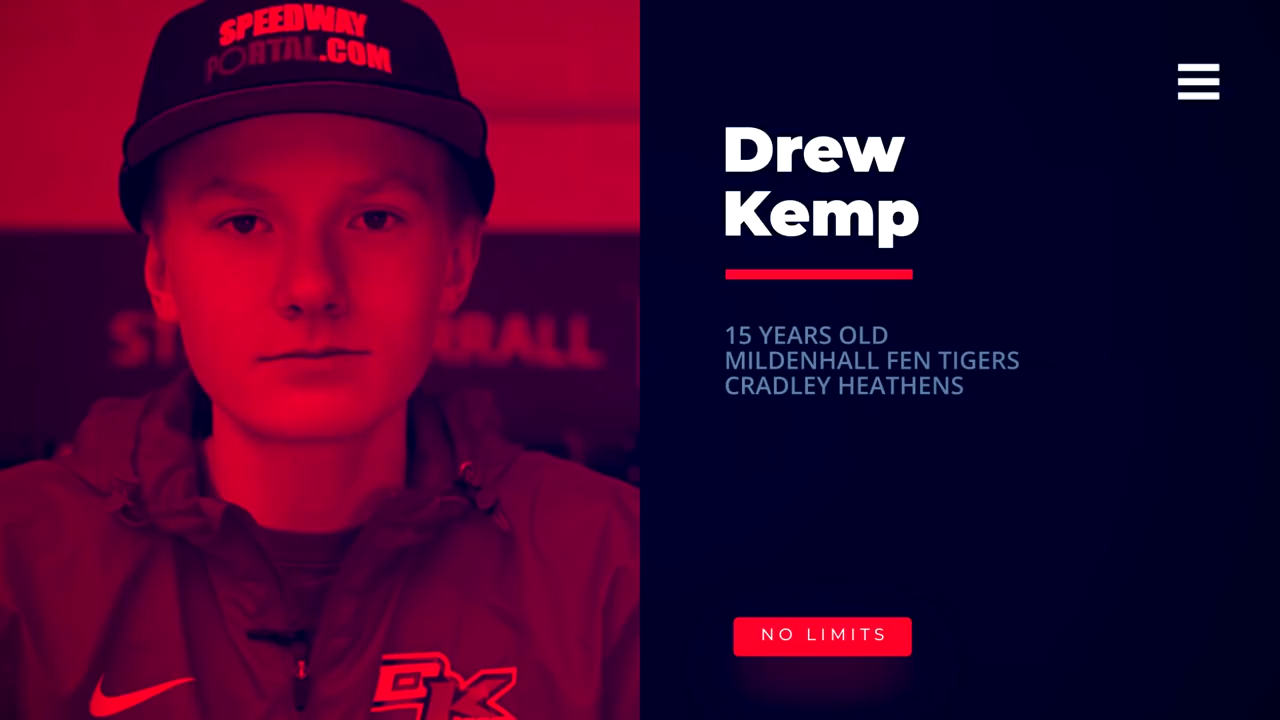 SPEEDWAY
PORTAL.COM
Drew
Kemp
15 YEARS OLD
MILDENHALL FEN TIGERS
CRADLEY HEATHENS
NO LIMITS